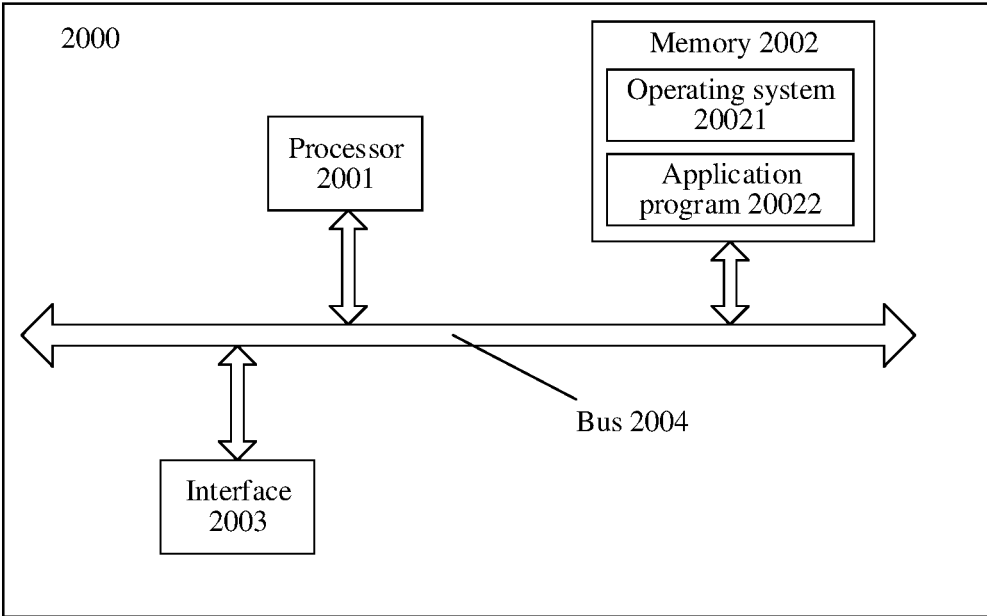 2000
Memory 2002
Operating system
20021
Application
program 20022
Processor
2001
Bus 2004
Interface
2003